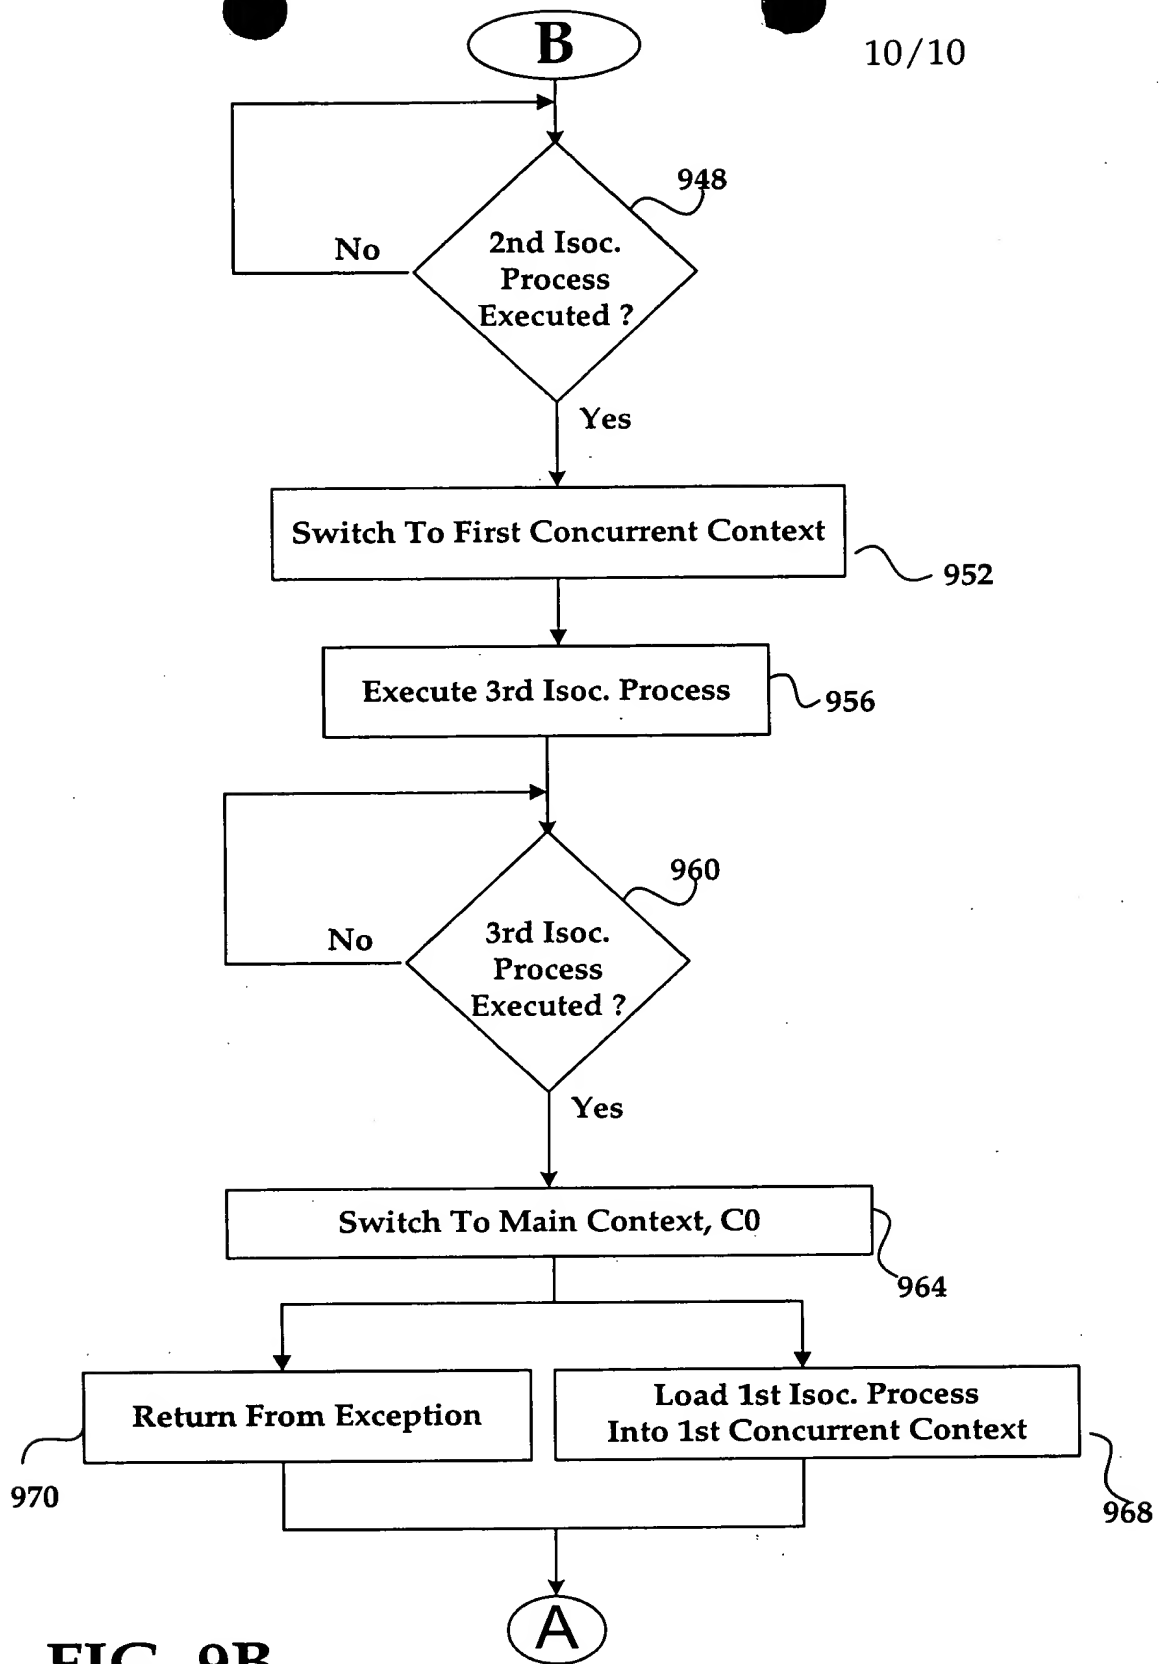 B
10/10
948
No
2nd Isoc.
Process
Executed ?
Yes
Switch To First Concurrent Context
952
Execute 3rd Isoc. Process
956
960
No
3rd Isoc.
Process
Executed ?
Yes
Switch To Main Context, C0
964
Return From Exception
Load 1st Isoc. Process
Into 1st Concurrent Context
970
968
A
FIG. 9B